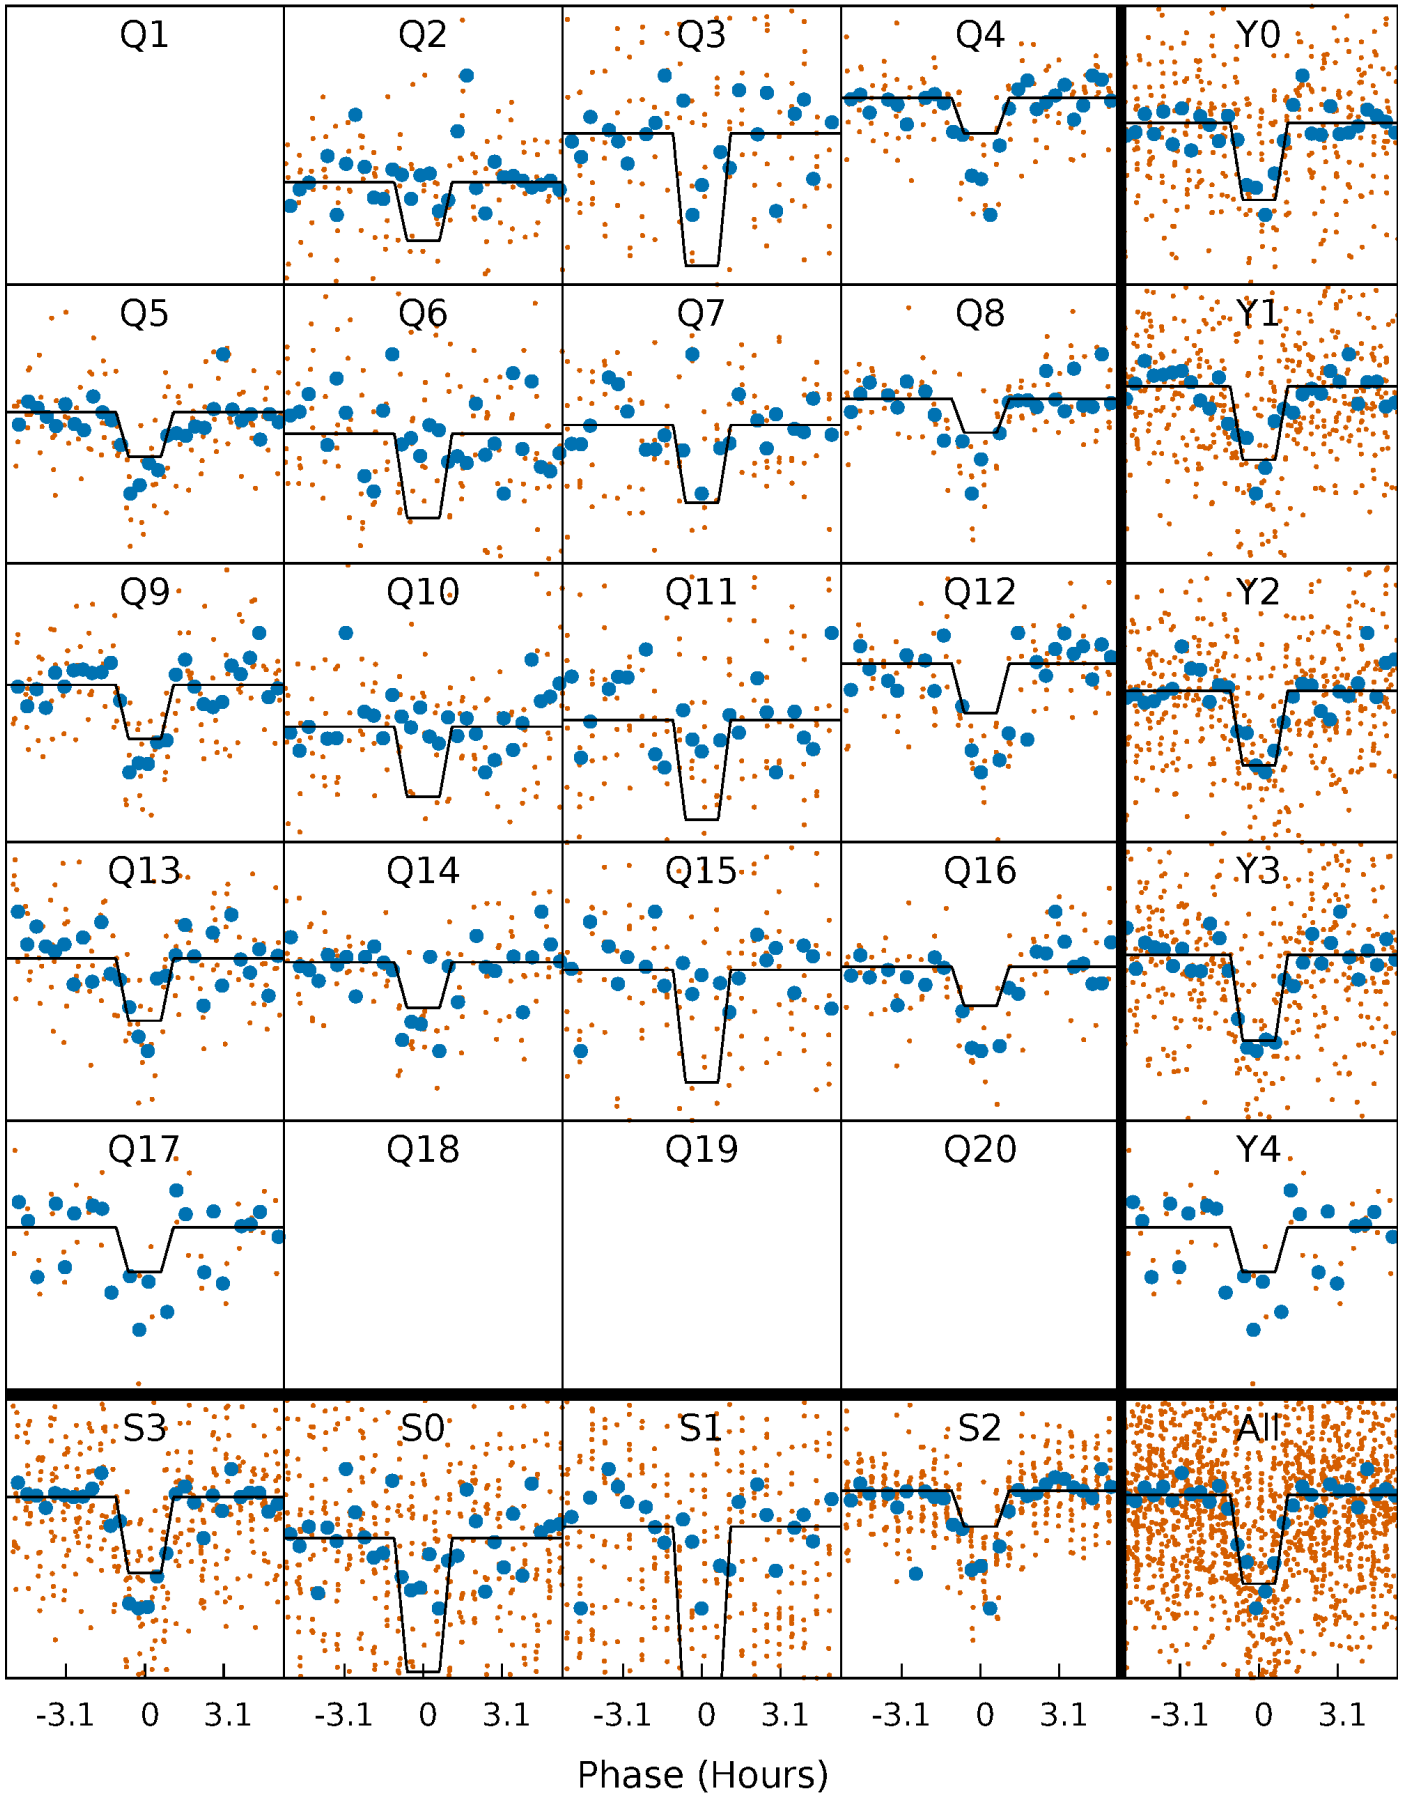 Q1 Q2 Q3 Q4 Y0
Q5 Q6 Q7 Q8 Y1
Q9 Q10 Q11 Q12 Y2
Q13 Q14 Q15 Q16 Y3
Q17 Q18 Q19 Q20 Y4
S3 S0 S1 S2 All
-3.1 0 3.1 -3.1 0 3.1 -3.1 0 3.1 -3.1 0 3.1 -3.1 0 3.1
Phase (Hours)